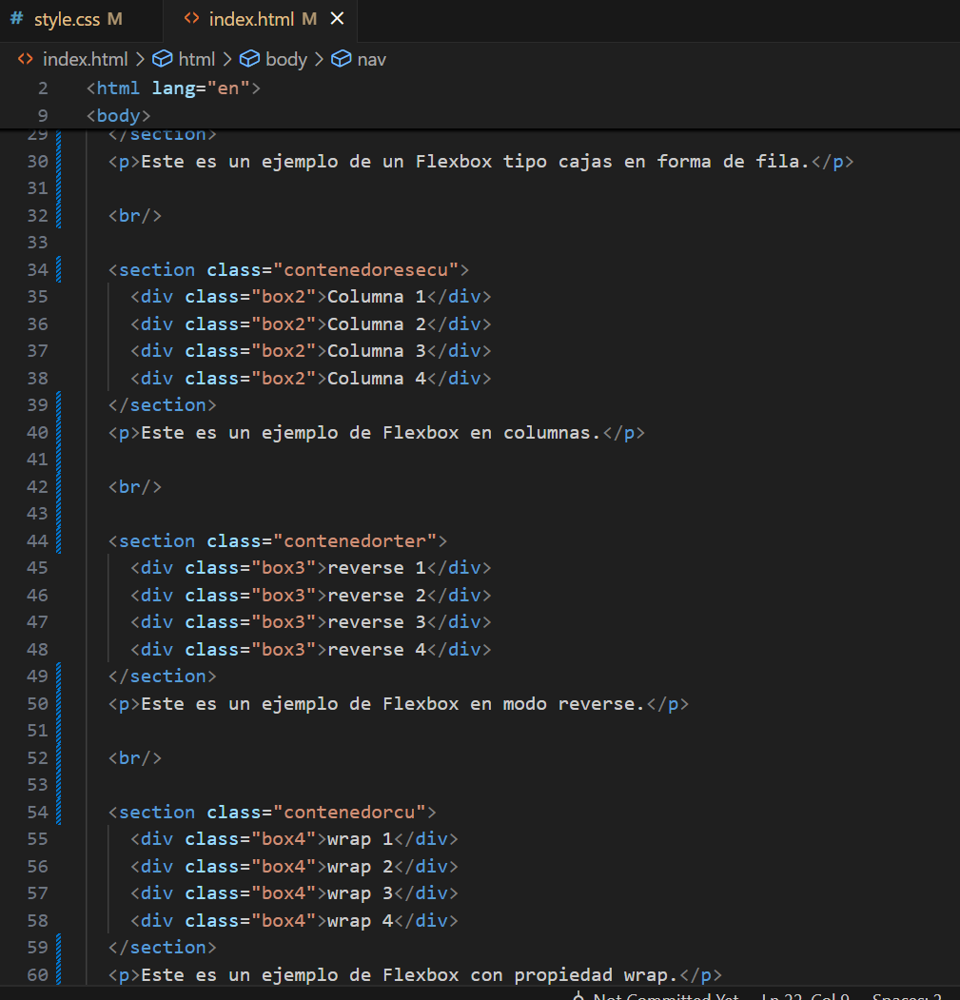 # style.css M <> index.html M ×
<> index.html > html > body > nav
2 <html lang="en">
9 <body>
29 </section>
30 <p>Este es un ejemplo de un Flexbox tipo cajas en forma de fila.</p>
31
32 <br/>
33
34 <section class="contenedoresecu">
35 <div class="box2">Columna 1</div>
36 <div class="box2">Columna 2</div>
37 <div class="box2">Columna 3</div>
38 <div class="box2">Columna 4</div>
39 </section>
40 <p>Este es un ejemplo de Flexbox en columnas.</p>
41
42 <br/>
43
44 <section class="contenedorter">
45 <div class="box3">reverse 1</div>
46 <div class="box3">reverse 2</div>
47 <div class="box3">reverse 3</div>
48 <div class="box3">reverse 4</div>
49 </section>
50 <p>Este es un ejemplo de Flexbox en modo reverse.</p>
51
52 <br/>
53
54 <section class="contenedorcu">
55 <div class="box4">wrap 1</div>
56 <div class="box4">wrap 2</div>
57 <div class="box4">wrap 3</div>
58 <div class="box4">wrap 4</div>
59 </section>
60 <p>Este es un ejemplo de Flexbox con propiedad wrap.</p>
Not Committed Yet Ln 22, Col 9 Spaces: 2